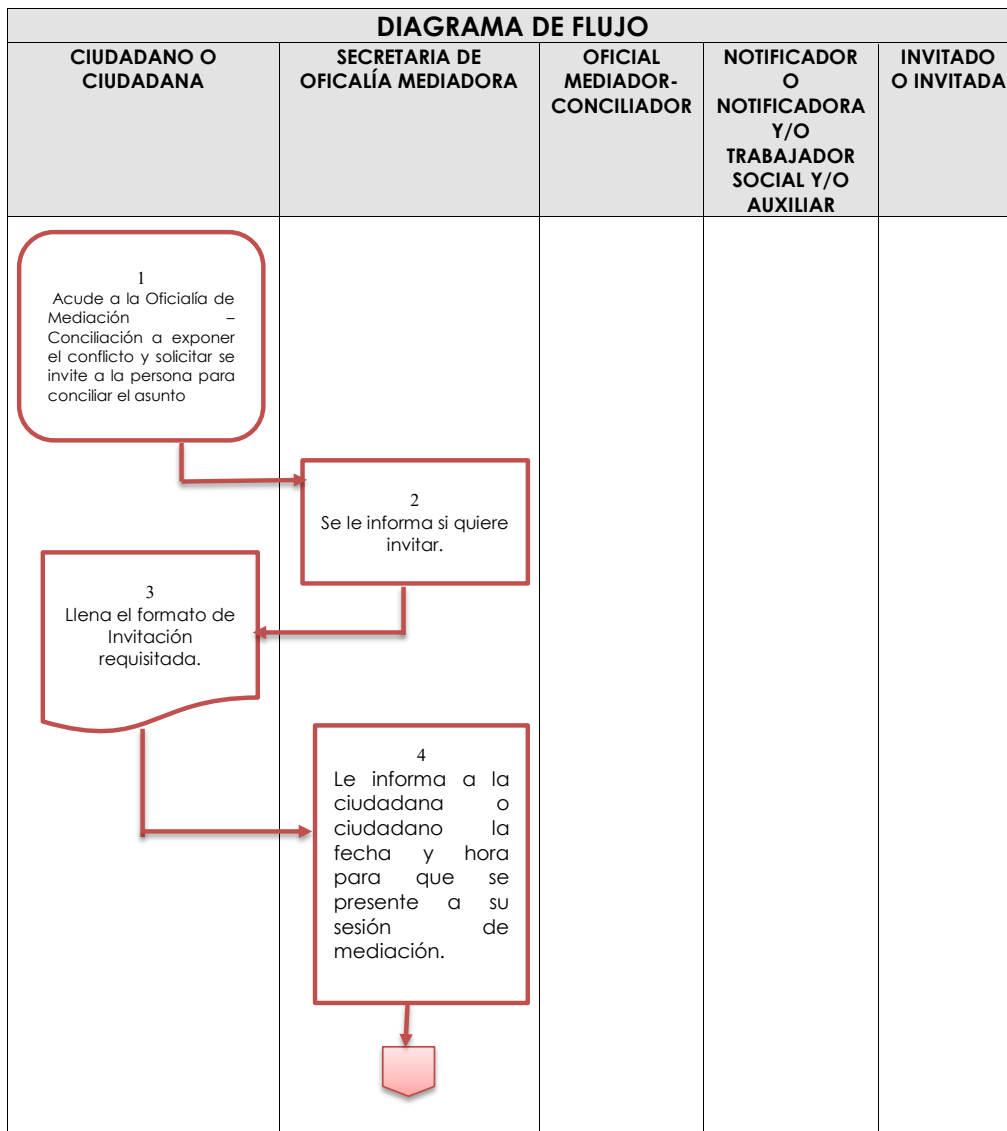 DIAGRAMA DE FLUJO
CIUDADANO O
CIUDADANA
SECRETARIA DE
OFICALÍA MEDIADORA
OFICIAL
MEDIADOR-
CONCILIADOR
NOTIFICADOR
O
NOTIFICADORA
Y/O
TRABAJADOR
SOCIAL Y/O
AUXILIAR
INVITADO
O INVITADA
1
Acude a la Oficialía de
Mediación –
Conciliación a exponer
el conflicto y solicitar se
invite a la persona para
conciliar el asunto
2
Se le informa si quiere
invitar.
3
Llena el formato de
Invitación
requisitada.
4
Le informa a la
ciudadana o
ciudadano la
fecha y hora
para que se
presente a su
sesión de
mediación.